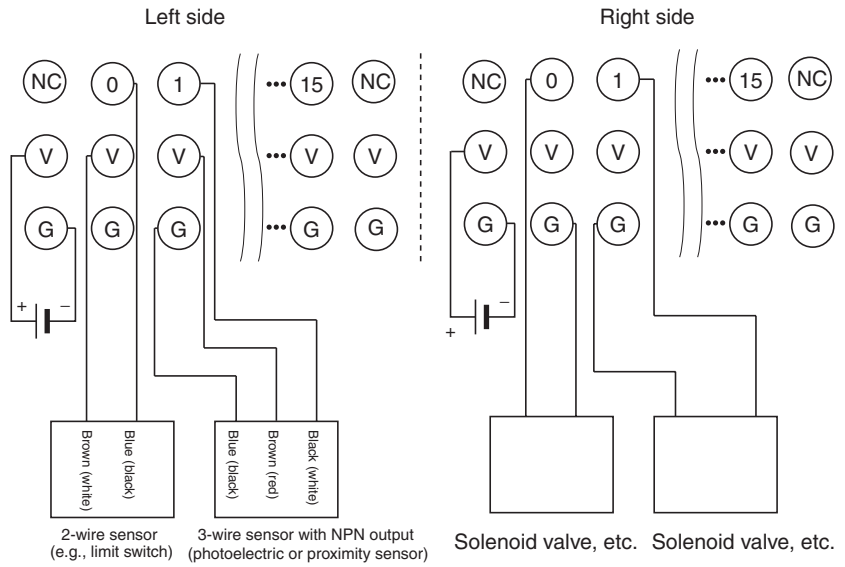 Left side
Right side
NC 0 1 ••• 15 NC
V V V ••• V V
G G G ••• G G
+ −
Brown (white)
Blue (black)
Blue (black)
Brown (red)
Black (white)
2-wire sensor
(e.g., limit switch)
3-wire sensor with NPN output
(photoelectric or proximity sensor)
NC 0 1 ••• 15 NC
V V V ••• V V
G G G ••• G G
+ −
Solenoid valve, etc.
Solenoid valve, etc.